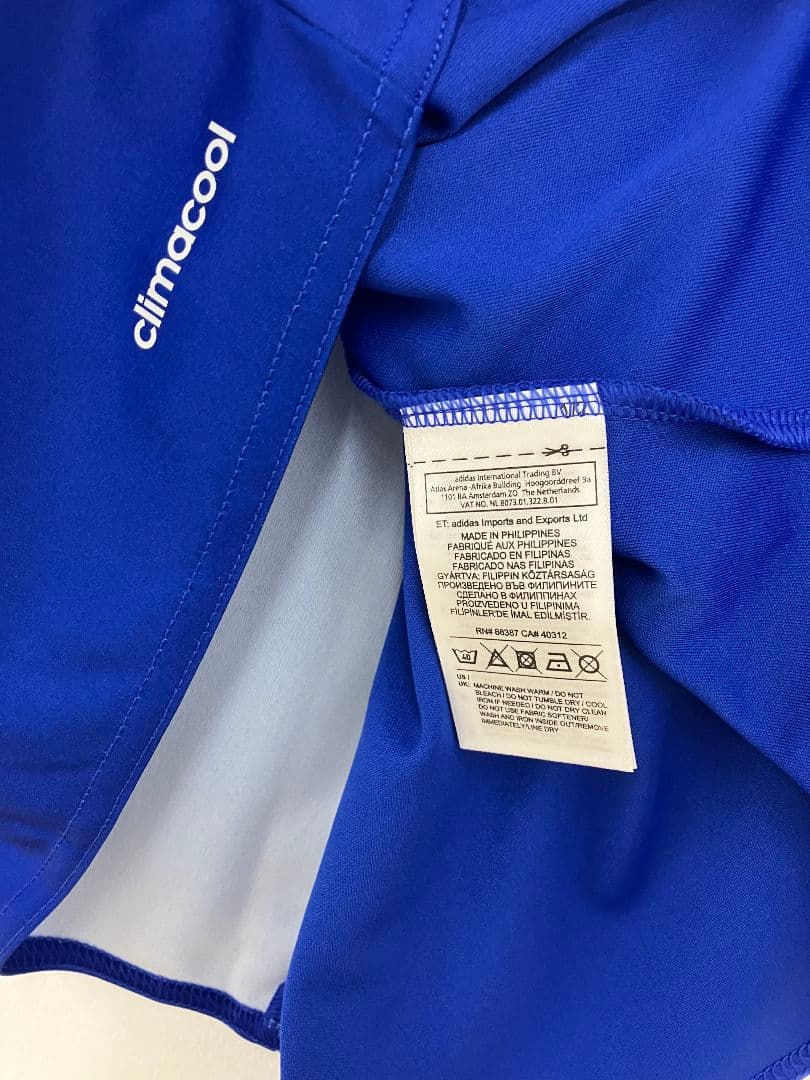 climacool
adidas International Trading BV
Atlas Arena -Afrika Building Hoogoorddreef 9a
1101 BA Amsterdam ZO The Netherlands
VAT NO. NL 8073.01.322.B.01
ET: adidas Imports and Exports Ltd
MADE IN PHILIPPINES
FABRIQUÉ AUX PHILIPPINES
FABRICADO EN FILIPINAS
FABRICADO NAS FILIPINAS
GYÁRTVA: FILIPPIN KÖZTÁRSASÁG
ПРОИЗВЕДЕНО ВЪВ ФИЛИПИНИТЕ
СДЕЛАНО В ФИЛИППИНАХ
PROIZVEDENO U FILIPINIMA
FİLİPİNLER'DE İMAL EDİLMİŞTİR.
RN# 88387 CA# 40312
40
US /
UK: MACHINE WASH WARM / DO NOT
BLEACH / DO NOT TUMBLE DRY / COOL
IRON IF NEEDED / DO NOT DRY CLEAN
DO NOT USE FABRIC SOFTENER/
WASH AND IRON INSIDE OUT/REMOVE
IMMEDIATELY/LINE DRY